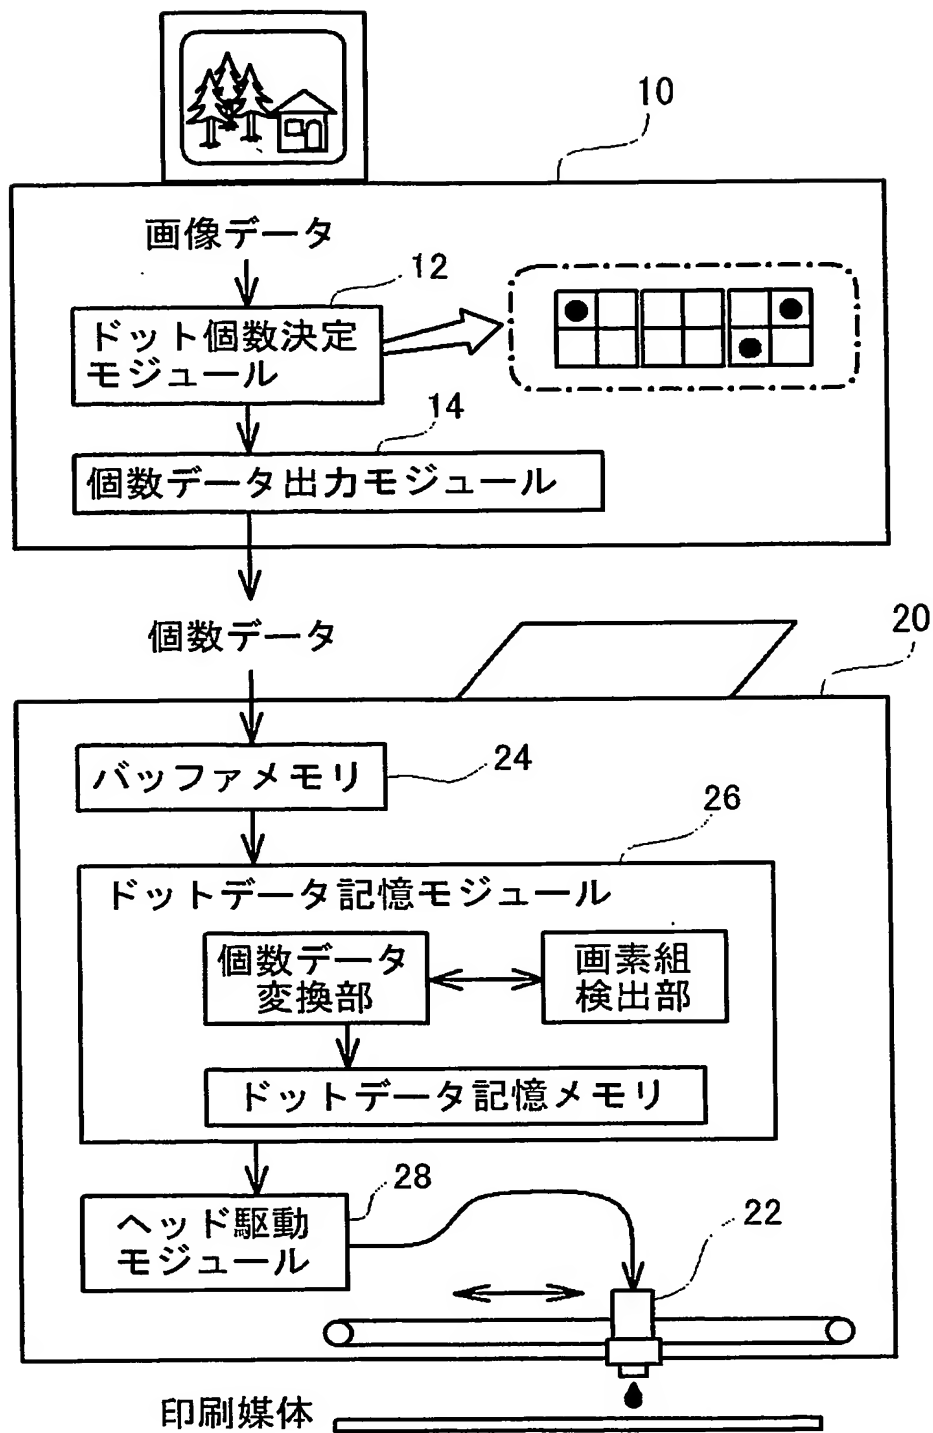 10
画像データ
12
ドット個数決定
モジュール
14
個数データ出力モジュール
個数データ
20
バッファメモリ
24
26
ドットデータ記憶モジュール
個数データ
変換部
画素組
検出部
ドットデータ記憶メモリ
28
ヘッド駆動
モジュール
22
印刷媒体